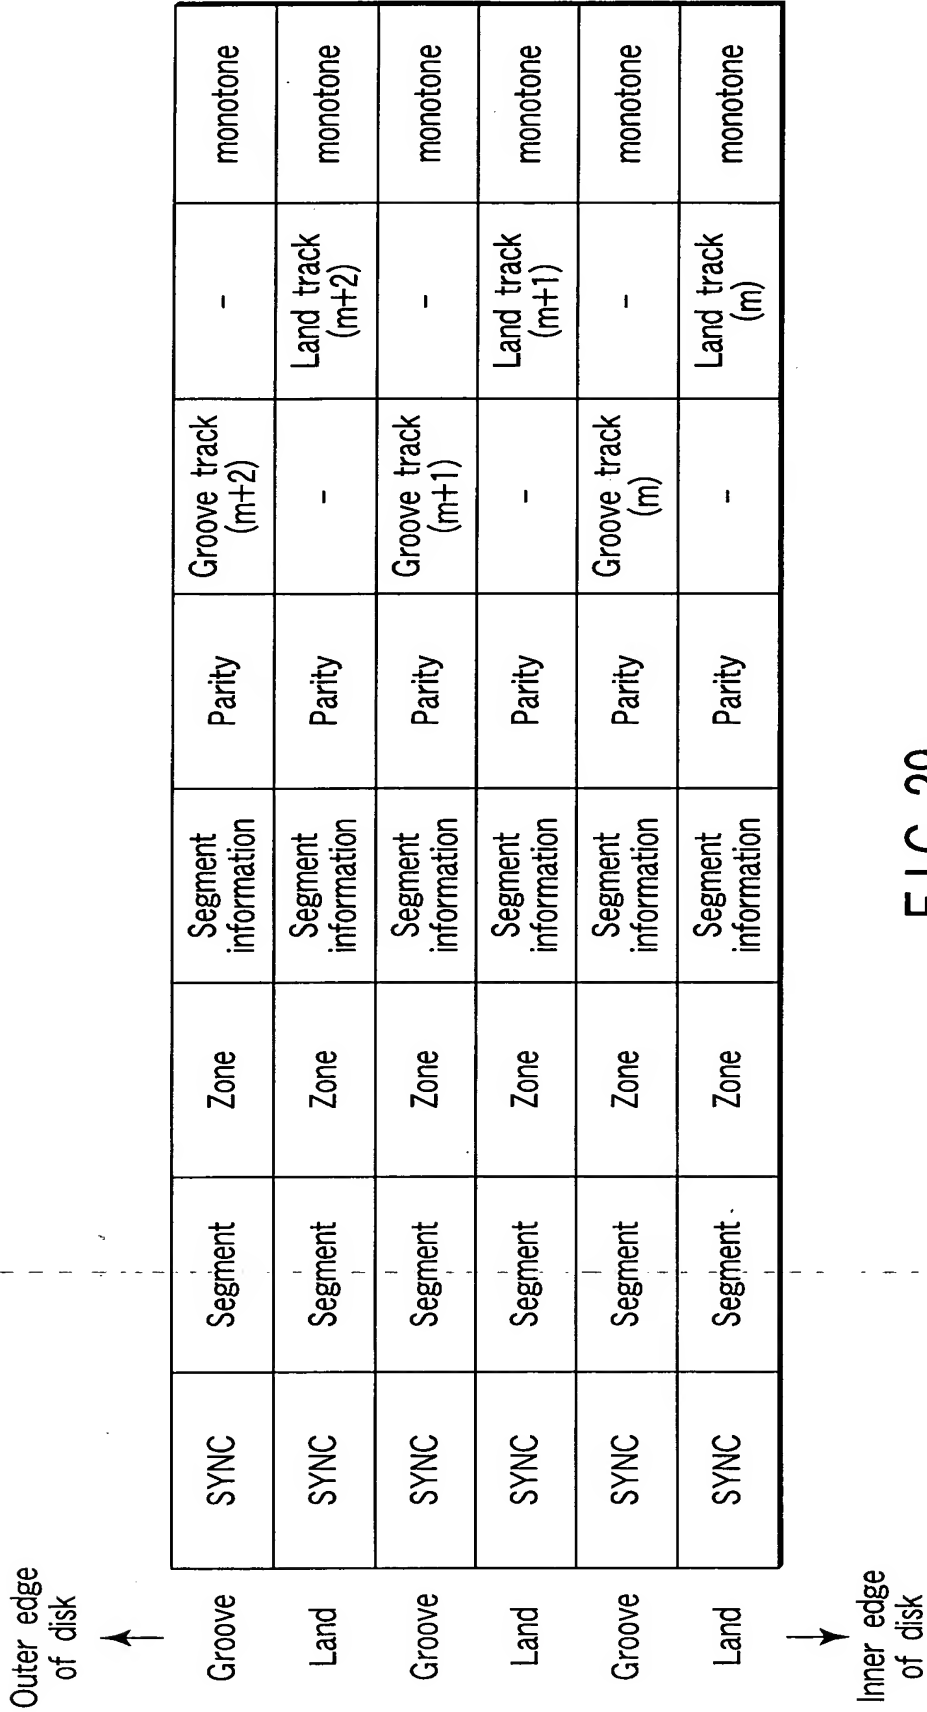 Outer edge
of disk
Groove
SYNC
Segment
Zone
Segment
information
Parity
Groove track
(m+2)
-
monotone
Land
SYNC
Segment
Zone
Segment
information
Parity
-
Land track
(m+2)
monotone
Groove
SYNC
Segment
Zone
Segment
information
Parity
Groove track
(m+1)
-
monotone
Land
SYNC
Segment
Zone
Segment
information
Parity
-
Land track
(m+1)
monotone
Groove
SYNC
Segment
Zone
Segment
information
Parity
Groove track
(m)
-
monotone
Land
SYNC
Segment
Zone
Segment
information
Parity
-
Land track
(m)
monotone
Inner edge
of disk
FIG